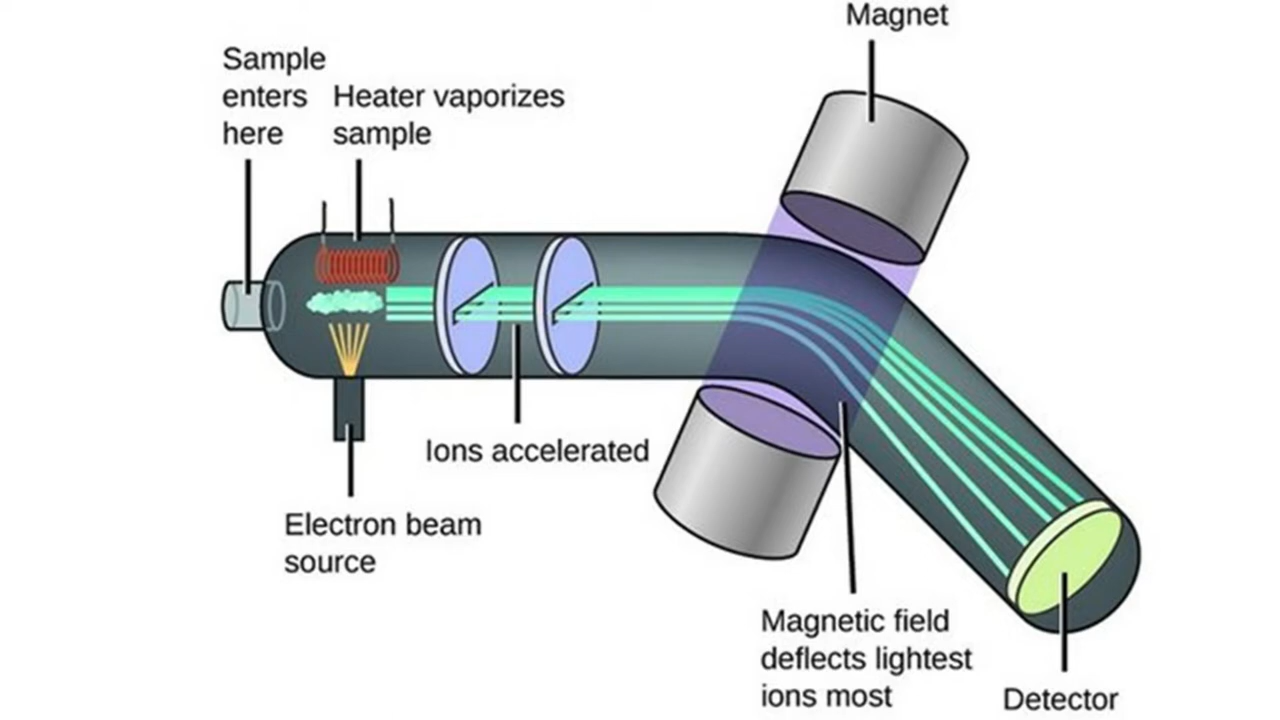 Magnet
Sample
enters
here
Heater vaporizes
sample
Ions accelerated
Electron beam
source
Magnetic field
deflects lightest
ions most
Detector